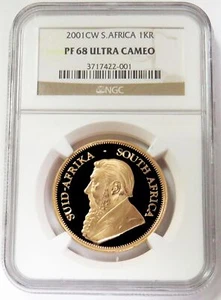 2001CW S.AFRICA 1KR
PF 68 ULTRA CAMEO
3717422-001
NGC
SUID-AFRIKA · SOUTH AFRICA